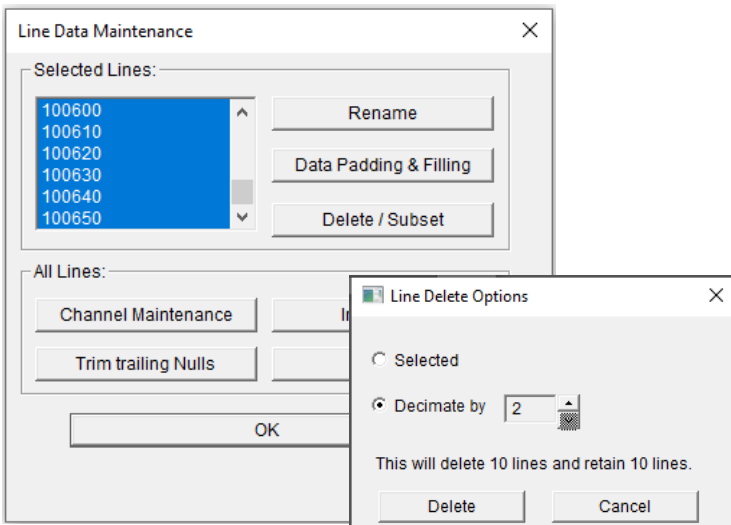 Line Data Maintenance
Selected Lines:
100600
100610
100620
100630
100640
100650
Rename
Data Padding & Filling
Delete / Subset
All Lines:
Channel Maintenance
Trim trailing Nulls
OK
Line Delete Options
Selected
Decimate by 2
This will delete 10 lines and retain 10 lines.
Delete
Cancel